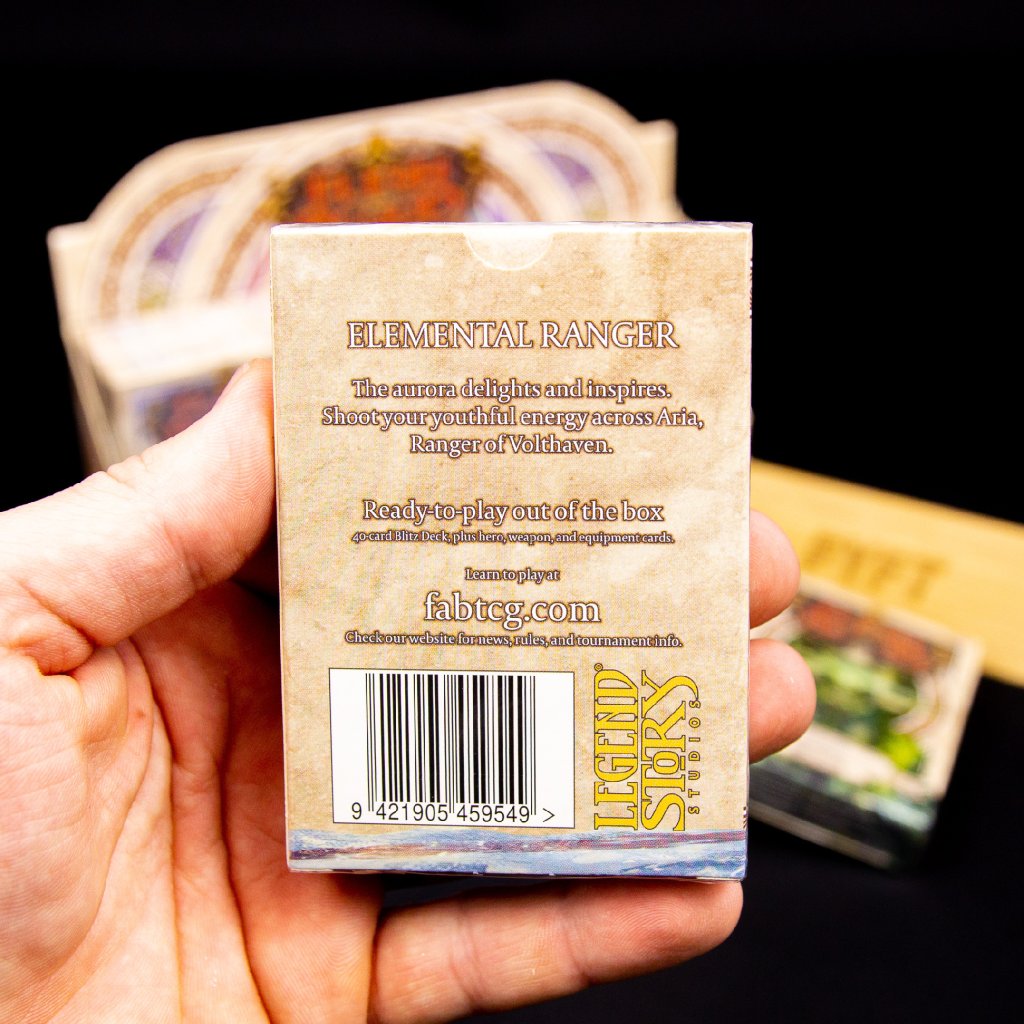 ELEMENTAL RANGER
The aurora delights and inspires.
Shoot your youthful energy across Aria,
Ranger of Volthaven.
Ready-to-play out of the box
40-card Blitz Deck, plus hero, weapon, and equipment cards.
Learn to play at
fabtcg.com
Check our website for news, rules, and tournament info.
9 421905 459549 >
LEGEND®
STORY
STUDIOS